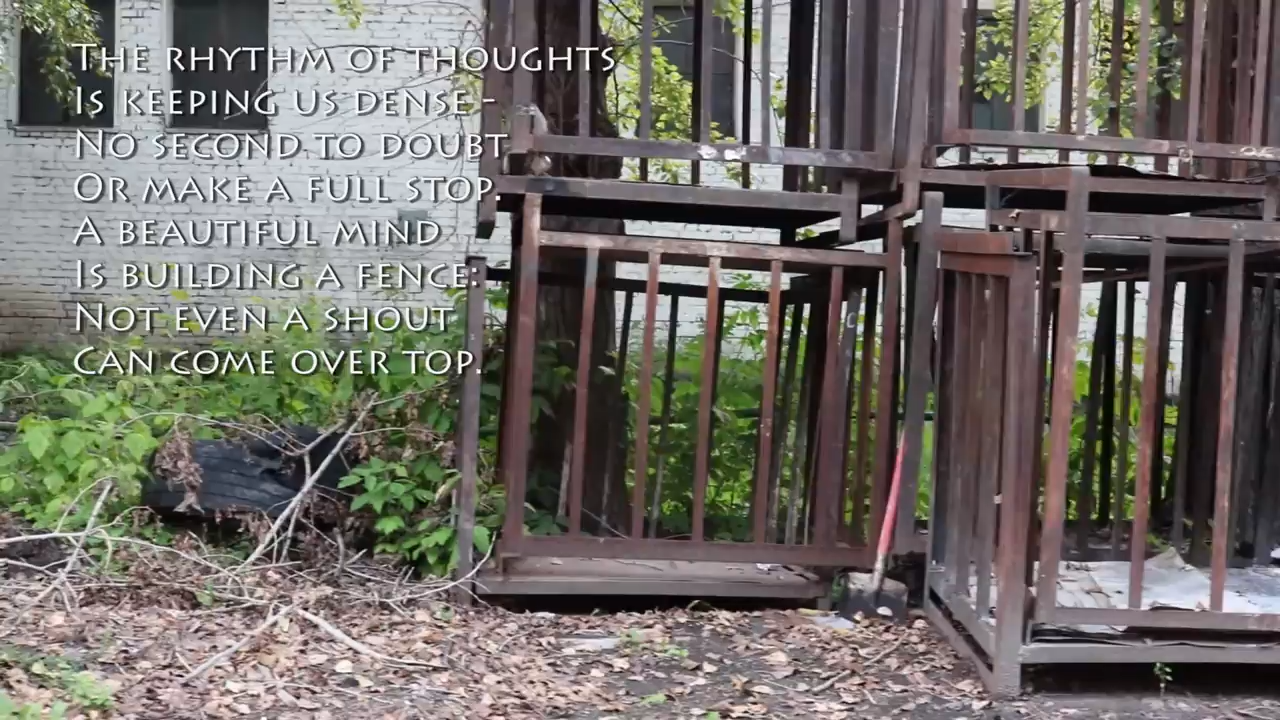 The rhythm of thoughts
Is keeping us dense -
No second to doubt
Or make a full stop.
A beautiful mind
Is building a fence:
Not even a shout
Can come over top.